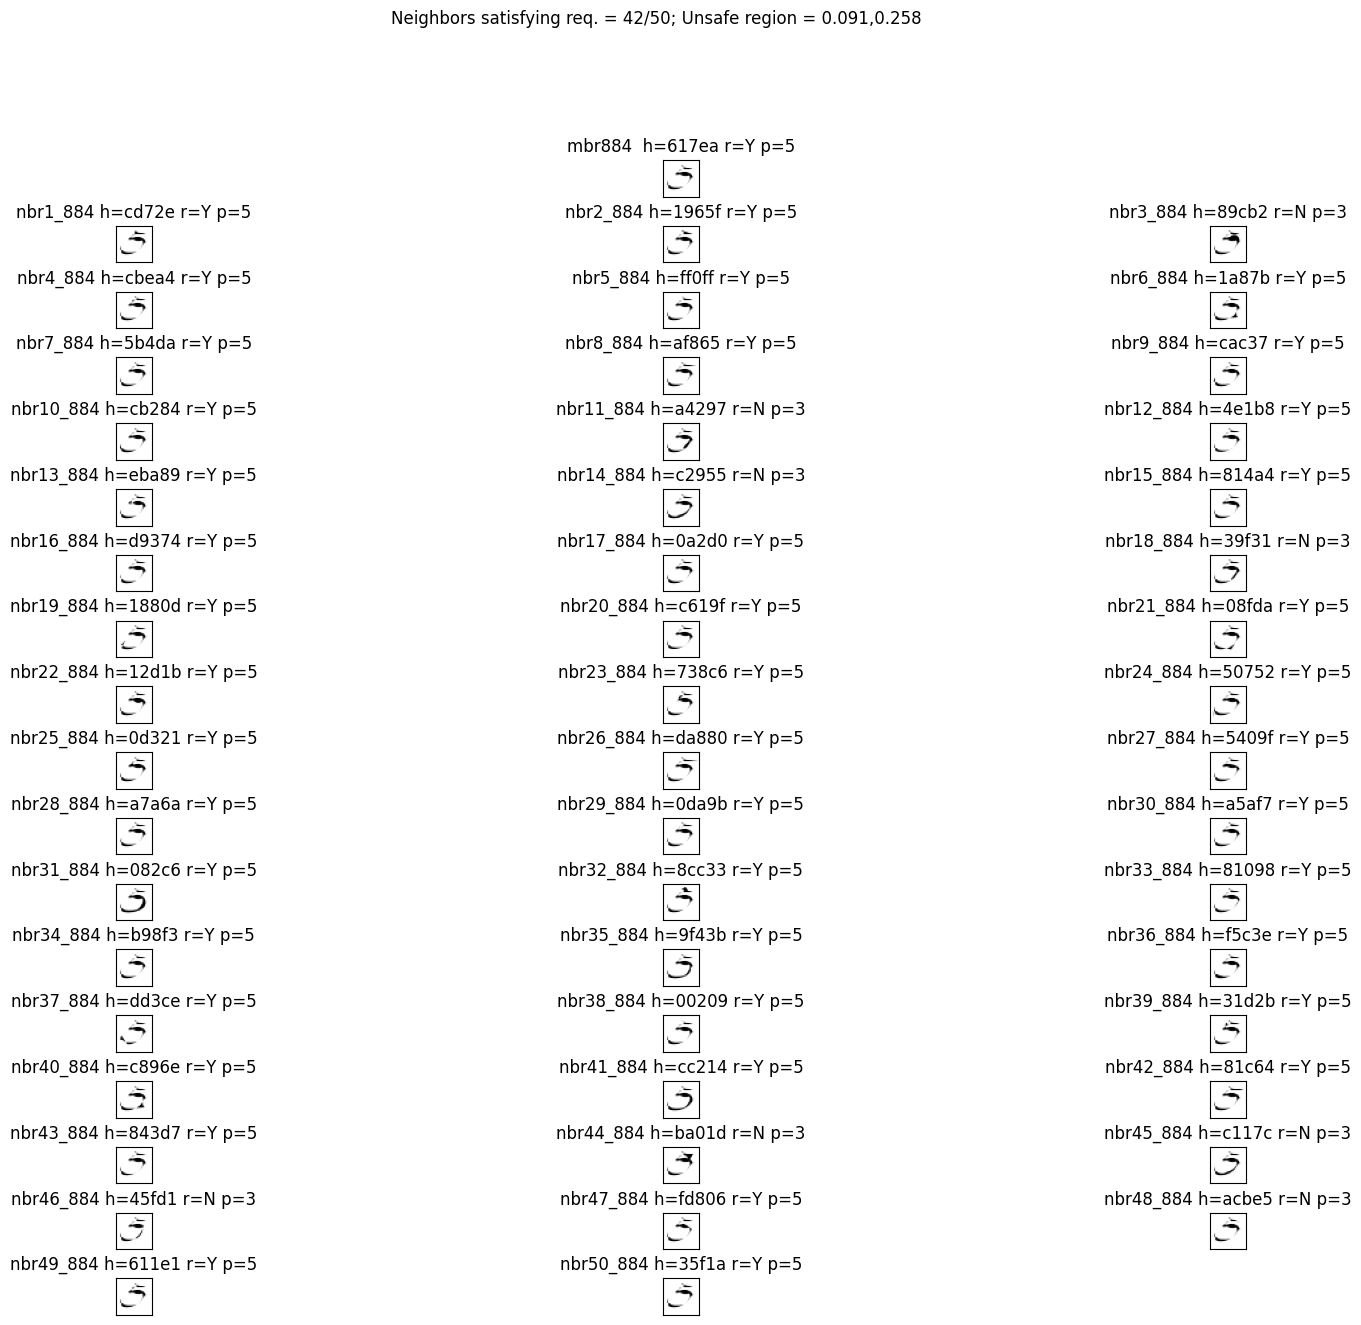 Neighbors satisfying req. = 42/50; Unsafe region = 0.091,0.258
mbr884  h=617ea r=Y p=5
nbr1_884 h=cd72e r=Y p=5
nbr2_884 h=1965f r=Y p=5
nbr3_884 h=89cb2 r=N p=3
nbr4_884 h=cbea4 r=Y p=5
nbr5_884 h=ff0ff r=Y p=5
nbr6_884 h=1a87b r=Y p=5
nbr7_884 h=5b4da r=Y p=5
nbr8_884 h=af865 r=Y p=5
nbr9_884 h=cac37 r=Y p=5
nbr10_884 h=cb284 r=Y p=5
nbr11_884 h=a4297 r=N p=3
nbr12_884 h=4e1b8 r=Y p=5
nbr13_884 h=eba89 r=Y p=5
nbr14_884 h=c2955 r=N p=3
nbr15_884 h=814a4 r=Y p=5
nbr16_884 h=d9374 r=Y p=5
nbr17_884 h=0a2d0 r=Y p=5
nbr18_884 h=39f31 r=N p=3
nbr19_884 h=1880d r=Y p=5
nbr20_884 h=c619f r=Y p=5
nbr21_884 h=08fda r=Y p=5
nbr22_884 h=12d1b r=Y p=5
nbr23_884 h=738c6 r=Y p=5
nbr24_884 h=50752 r=Y p=5
nbr25_884 h=0d321 r=Y p=5
nbr26_884 h=da880 r=Y p=5
nbr27_884 h=5409f r=Y p=5
nbr28_884 h=a7a6a r=Y p=5
nbr29_884 h=0da9b r=Y p=5
nbr30_884 h=a5af7 r=Y p=5
nbr31_884 h=082c6 r=Y p=5
nbr32_884 h=8cc33 r=Y p=5
nbr33_884 h=81098 r=Y p=5
nbr34_884 h=b98f3 r=Y p=5
nbr35_884 h=9f43b r=Y p=5
nbr36_884 h=f5c3e r=Y p=5
nbr37_884 h=dd3ce r=Y p=5
nbr38_884 h=00209 r=Y p=5
nbr39_884 h=31d2b r=Y p=5
nbr40_884 h=c896e r=Y p=5
nbr41_884 h=cc214 r=Y p=5
nbr42_884 h=81c64 r=Y p=5
nbr43_884 h=843d7 r=Y p=5
nbr44_884 h=ba01d r=N p=3
nbr45_884 h=c117c r=N p=3
nbr46_884 h=45fd1 r=N p=3
nbr47_884 h=fd806 r=Y p=5
nbr48_884 h=acbe5 r=N p=3
nbr49_884 h=611e1 r=Y p=5
nbr50_884 h=35f1a r=Y p=5